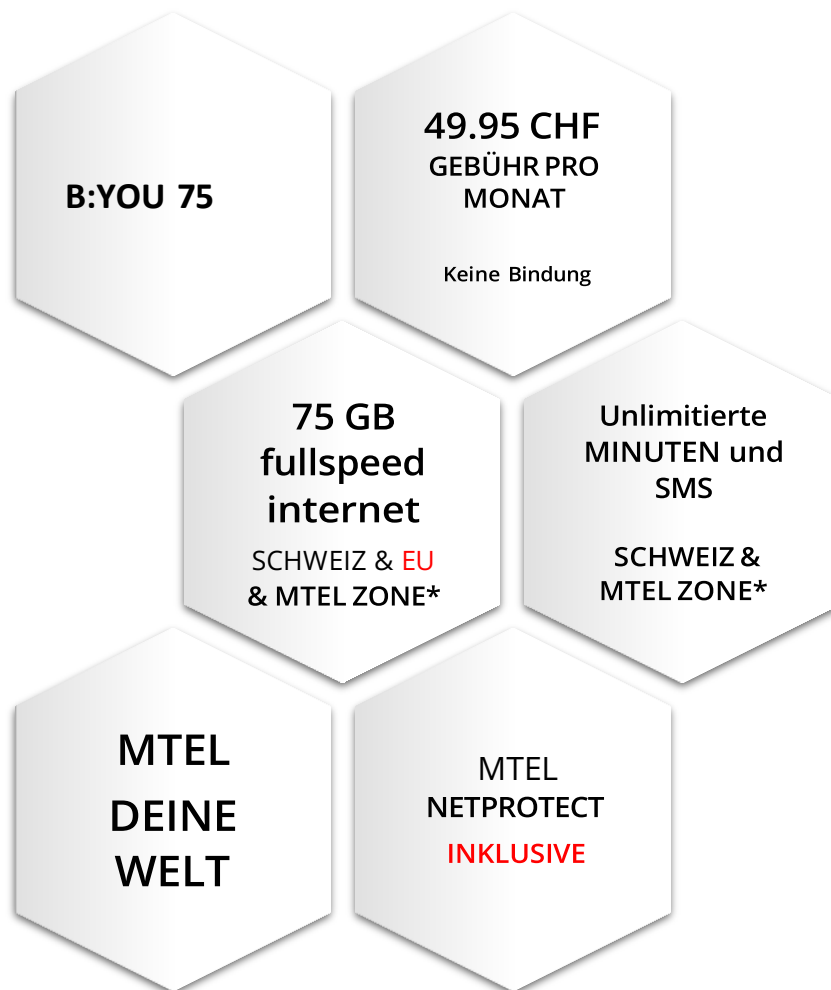 B:YOU 75
49.95 CHF
GEBÜHR PRO
MONAT
Keine Bindung
75 GB
fullspeed
internet
SCHWEIZ & EU
& MTEL ZONE*
Unlimitierte
MINUTEN und
SMS
SCHWEIZ &
MTEL ZONE*
MTEL
DEINE
WELT
MTEL
NETPROTECT
INKLUSIVE